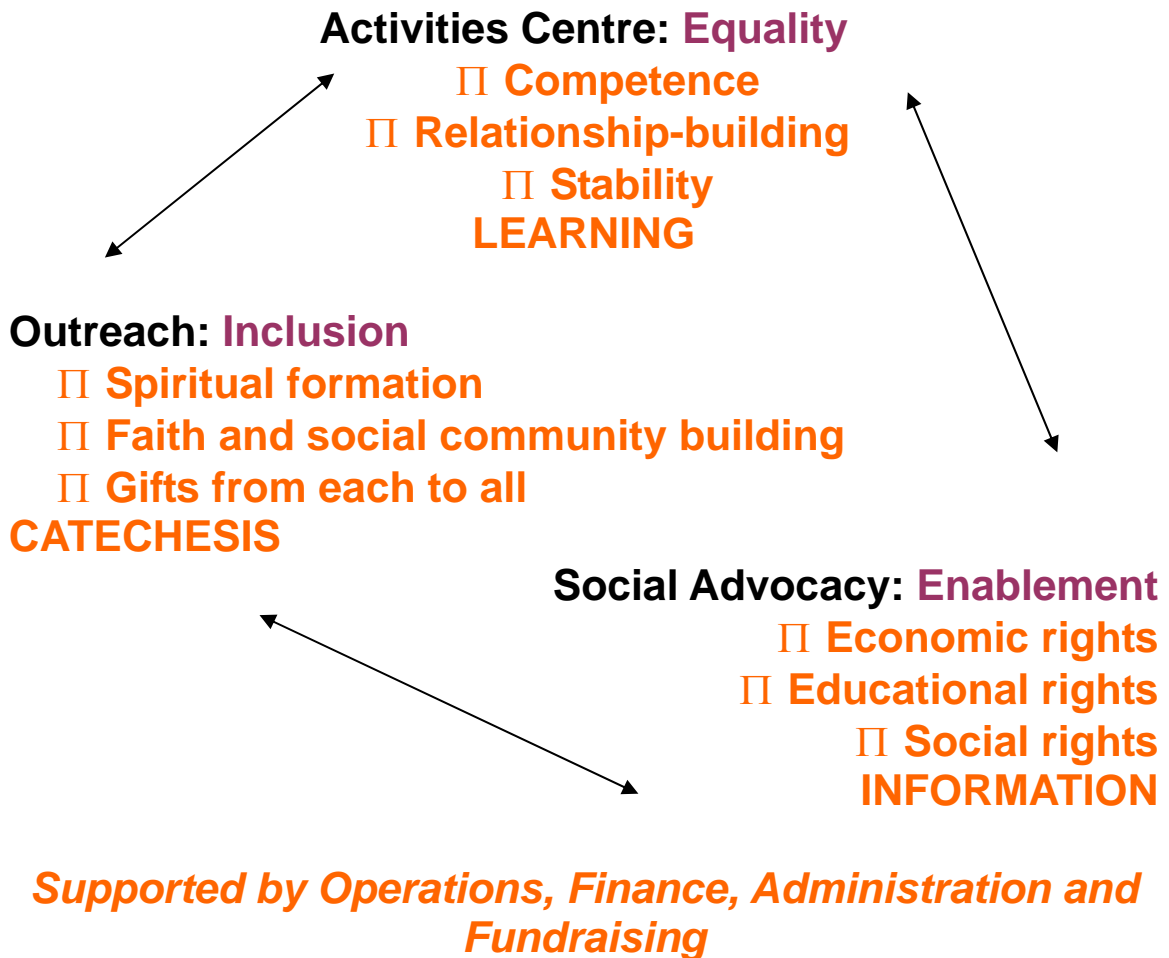 Activities Centre: Equality
Π Competence
Π Relationship-building
Π Stability
LEARNING
Outreach: Inclusion
Π Spiritual formation
Π Faith and social community building
Π Gifts from each to all
CATECHESIS
Social Advocacy: Enablement
Π Economic rights
Π Educational rights
Π Social rights
INFORMATION
Supported by Operations, Finance, Administration and
Fundraising